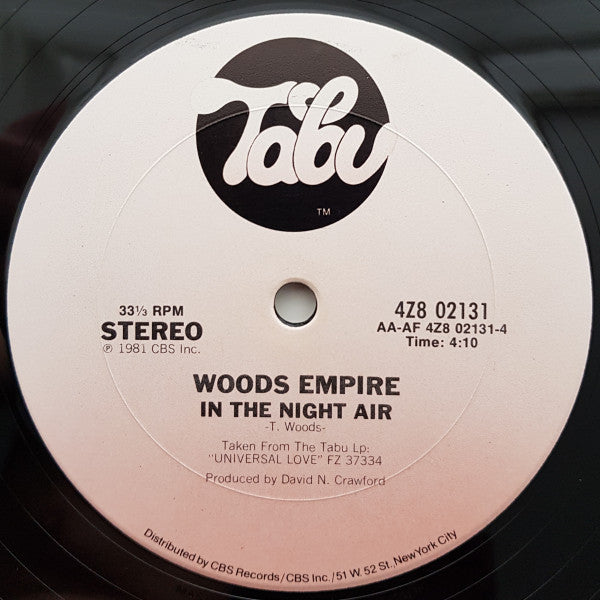 Tabu
TM
33⅓ RPM
STEREO
℗ 1981 CBS Inc.
4Z8 02131
AA-AF 4Z8 02131-4
Time: 4:10
WOODS EMPIRE
IN THE NIGHT AIR
-T. Woods-
Taken From The Tabu Lp:
"UNIVERSAL LOVE" FZ 37334
Produced by David N. Crawford
Distributed by CBS Records/CBS Inc./51 W. 52 St. New York City